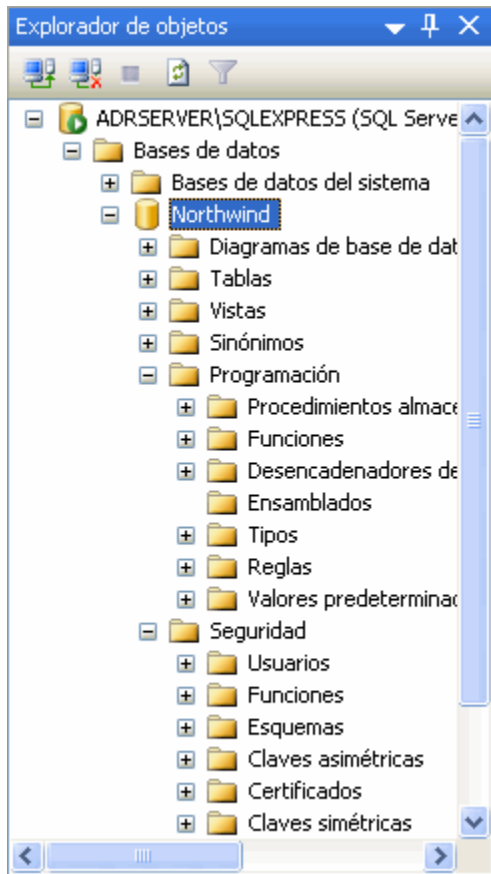 Explorador de objetos
ADRSERVER\SQLEXPRESS (SQL Serve
Bases de datos
Bases de datos del sistema
Northwind
Diagramas de base de dat
Tablas
Vistas
Sinónimos
Programación
Procedimientos almace
Funciones
Desencadenadores de
Ensamblados
Tipos
Reglas
Valores predeterminad
Seguridad
Usuarios
Funciones
Esquemas
Claves asimétricas
Certificados
Claves simétricas